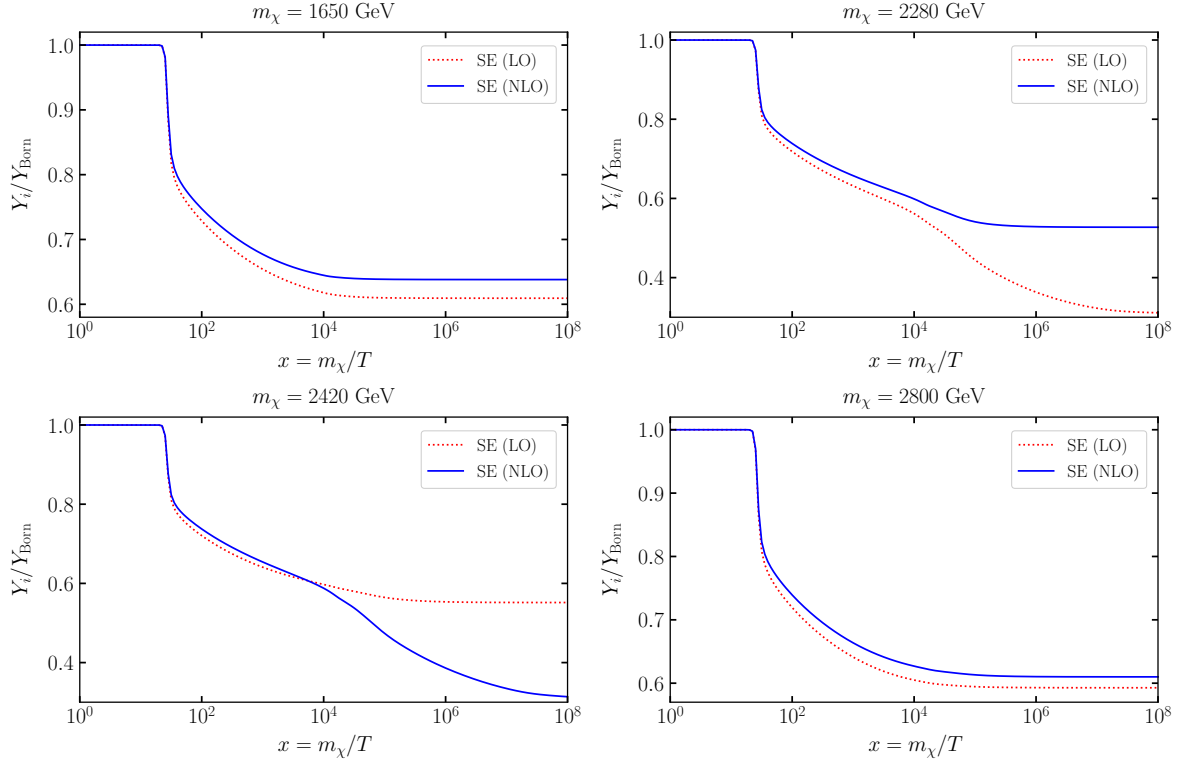 m_χ = 1650 GeV
1.0
0.9
0.8
0.7
0.6
Y_i/Y_Born
SE (LO)
SE (NLO)
10^0 10^2 10^4 10^6 10^8
x = m_χ/T
m_χ = 2280 GeV
1.0
0.8
0.6
0.4
Y_i/Y_Born
SE (LO)
SE (NLO)
10^0 10^2 10^4 10^6 10^8
x = m_χ/T
m_χ = 2420 GeV
1.0
0.8
0.6
0.4
Y_i/Y_Born
SE (LO)
SE (NLO)
10^0 10^2 10^4 10^6 10^8
x = m_χ/T
m_χ = 2800 GeV
1.0
0.9
0.8
0.7
0.6
Y_i/Y_Born
SE (LO)
SE (NLO)
10^0 10^2 10^4 10^6 10^8
x = m_χ/T